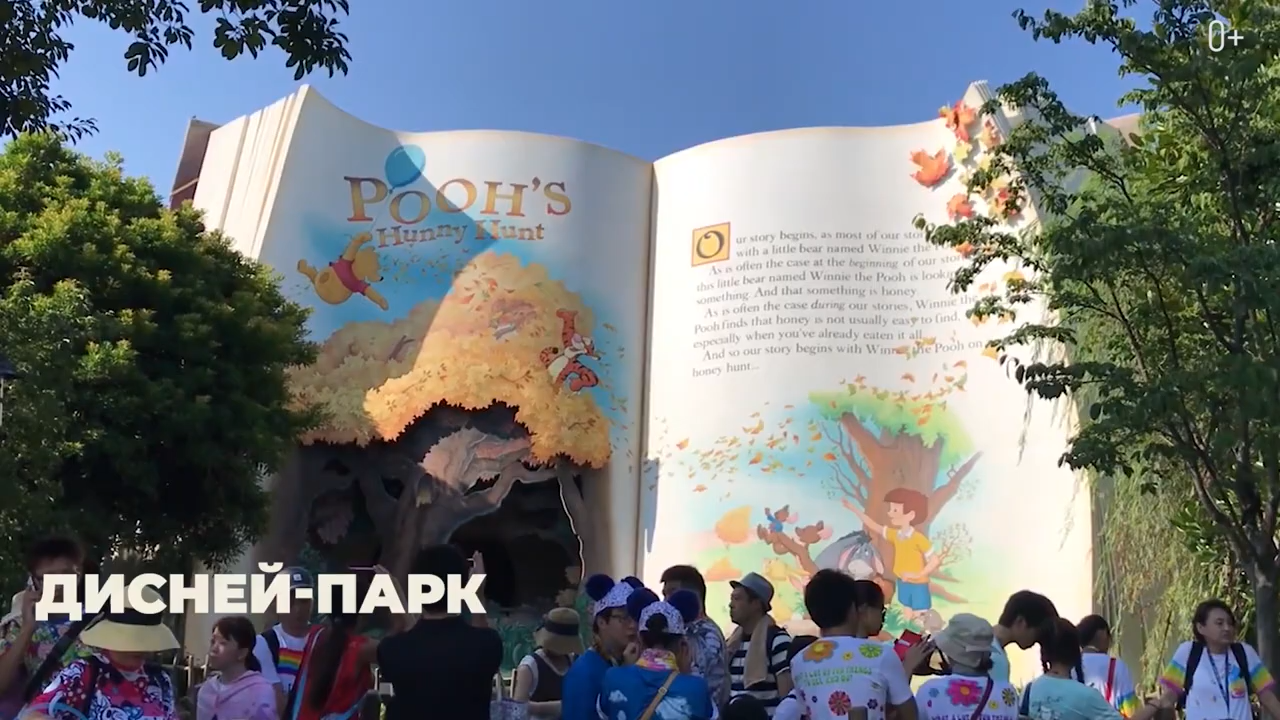 0+
POOH'S
Hunny Hunt
Our story begins, as most of our
with a little bear named Winnie the
As is often the case at the beginning of our
this little bear named Winnie the Pooh is
something. And that something is honey.
As is often the case during our stories, Winnie the
Pooh finds that honey is not usually easy to find,
especially when you've already eaten it all.
And so our story begins with Winnie the Pooh on
honey hunt...
ДИСНЕЙ-ПАРК